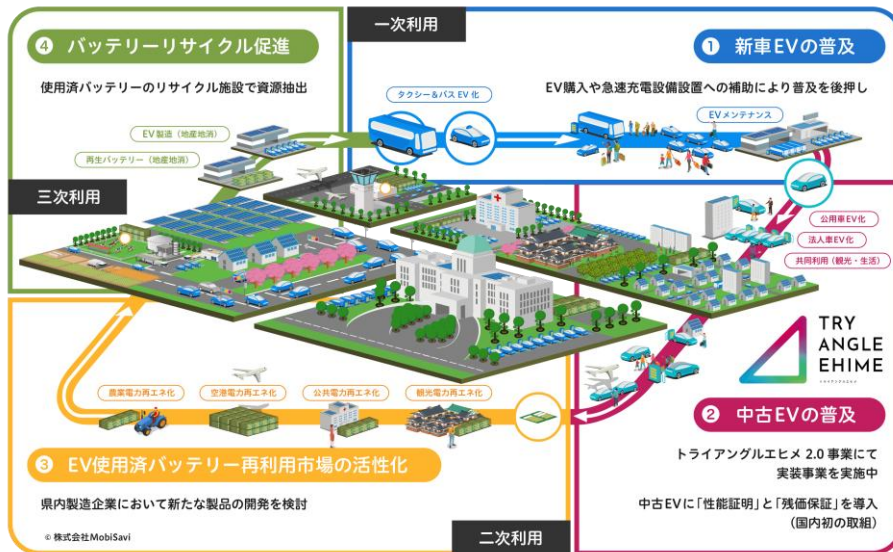 一次利用
④ バッテリーリサイクル促進
使用済バッテリーのリサイクル施設で資源抽出
EV製造（地産地消）
再生バッテリー（地産地消）
三次利用
タクシー&バス EV 化
① 新車EVの普及
EV購入や急速充電設備設置への補助により普及を後押し
EVメンテナンス
公用車EV化
法人車EV化
共同利用（観光・生活）
TRY
ANGLE
EHIME
② 中古EVの普及
トライアングルエヒメ 2.0 事業にて
実装事業を実施中
中古EVに「性能証明」と「残価保証」を導入
（国内初の取組）
農業電力再エネ化
空港電力再エネ化
公共電力再エネ化
観光電力再エネ化
③ EV使用済バッテリー再利用市場の活性化
県内製造企業において新たな製品の開発を検討
© 株式会社MobiSavi
二次利用